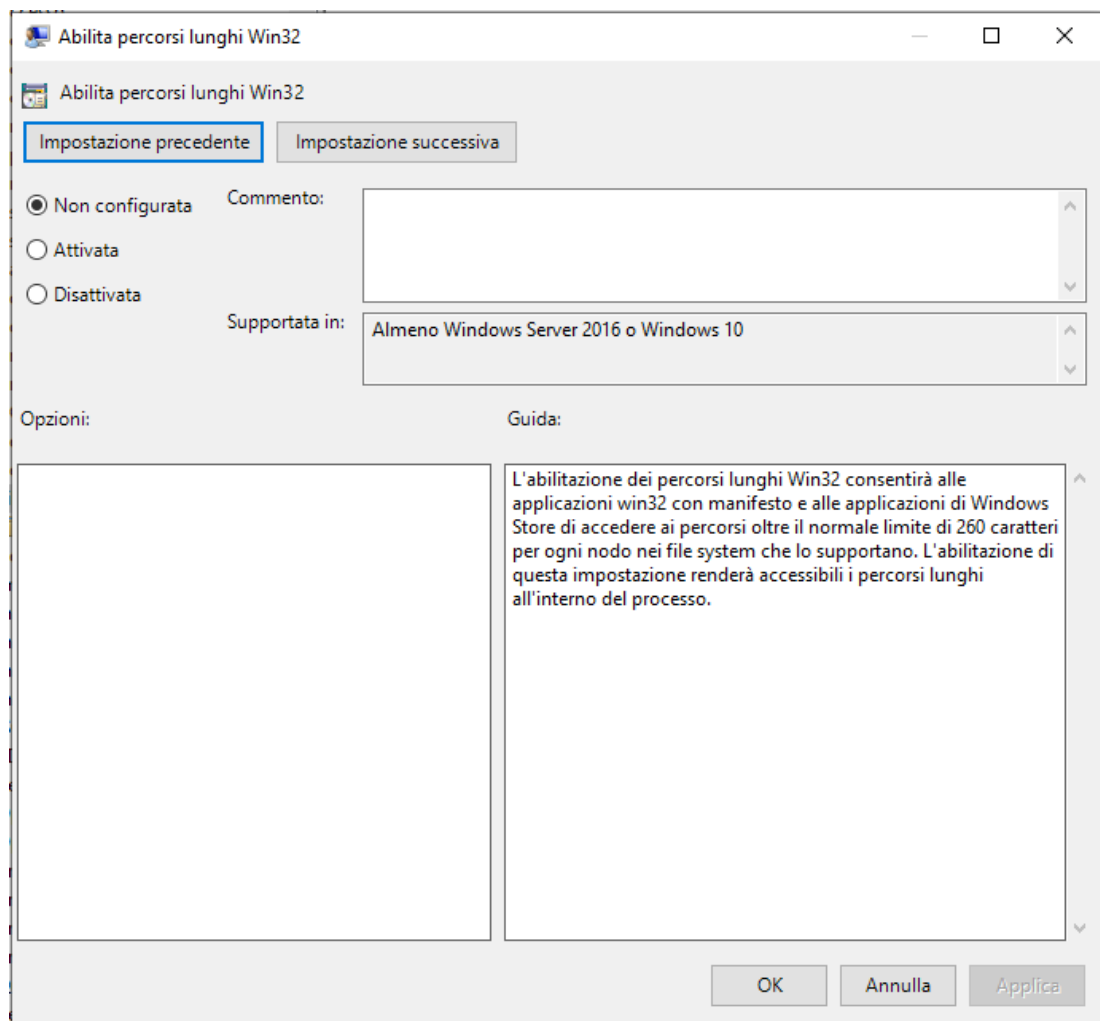 Abilita percorsi lunghi Win32
Abilita percorsi lunghi Win32
Impostazione precedente
Impostazione successiva
Non configurata
Commento:
Attivata
Disattivata
Supportata in:
Almeno Windows Server 2016 o Windows 10
Opzioni:
Guida:
L'abilitazione dei percorsi lunghi Win32 consentirà alle
applicazioni win32 con manifesto e alle applicazioni di Windows
Store di accedere ai percorsi oltre il normale limite di 260 caratteri
per ogni nodo nei file system che lo supportano. L'abilitazione di
questa impostazione renderà accessibili i percorsi lunghi
all'interno del processo.
OK
Annulla
Applica